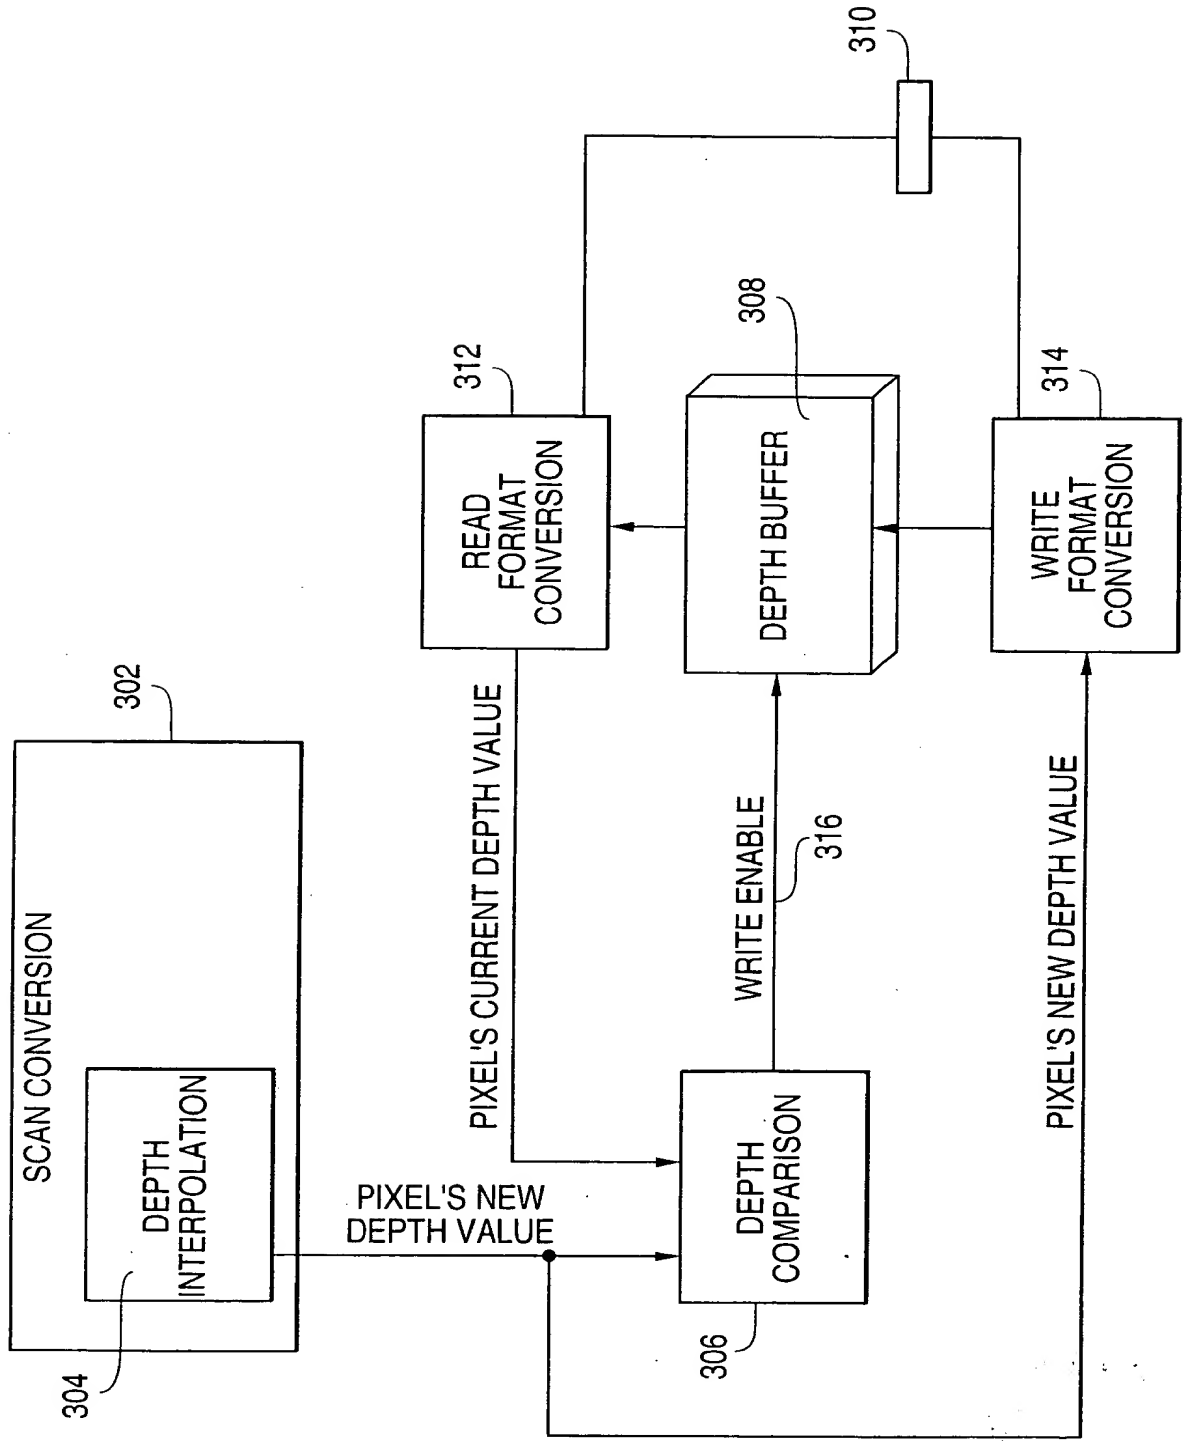 SCAN CONVERSION
302
DEPTH
INTERPOLATION
304
PIXEL'S NEW
DEPTH VALUE
PIXEL'S CURRENT DEPTH VALUE
READ
FORMAT
CONVERSION
312
DEPTH
COMPARISON
306
WRITE ENABLE
316
DEPTH BUFFER
308
310
PIXEL'S NEW DEPTH VALUE
WRITE
FORMAT
CONVERSION
314